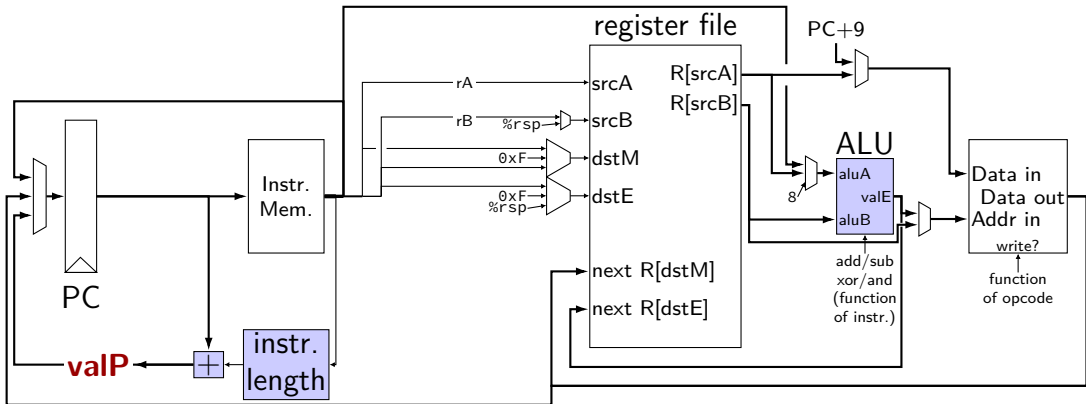 register file
PC+9
rA
srcA
R[srcA]
R[srcB]
rB
%rsp
srcB
ALU
0xF
dstM
0xF
%rsp
dstE
Instr.
Mem.
8
aluA
valE
aluB
Data in
Data out
Addr in
write?
PC
next R[dstM]
next R[dstE]
add/sub
xor/and
(function
of instr.)
function
of opcode
valP
+
instr.
length